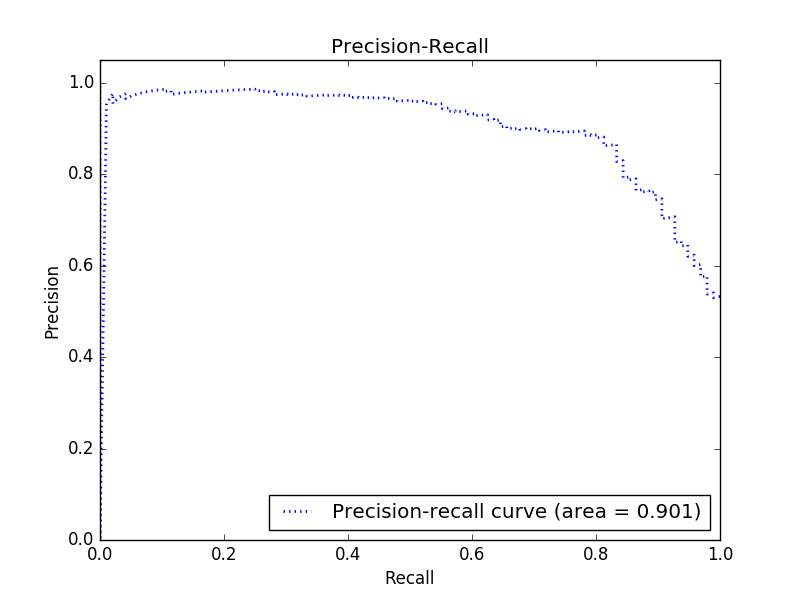 Precision-Recall
1.0
0.8
0.6
0.4
0.2
0.0
Precision
0.0 0.2 0.4 0.6 0.8 1.0
Recall
Precision-recall curve (area = 0.901)